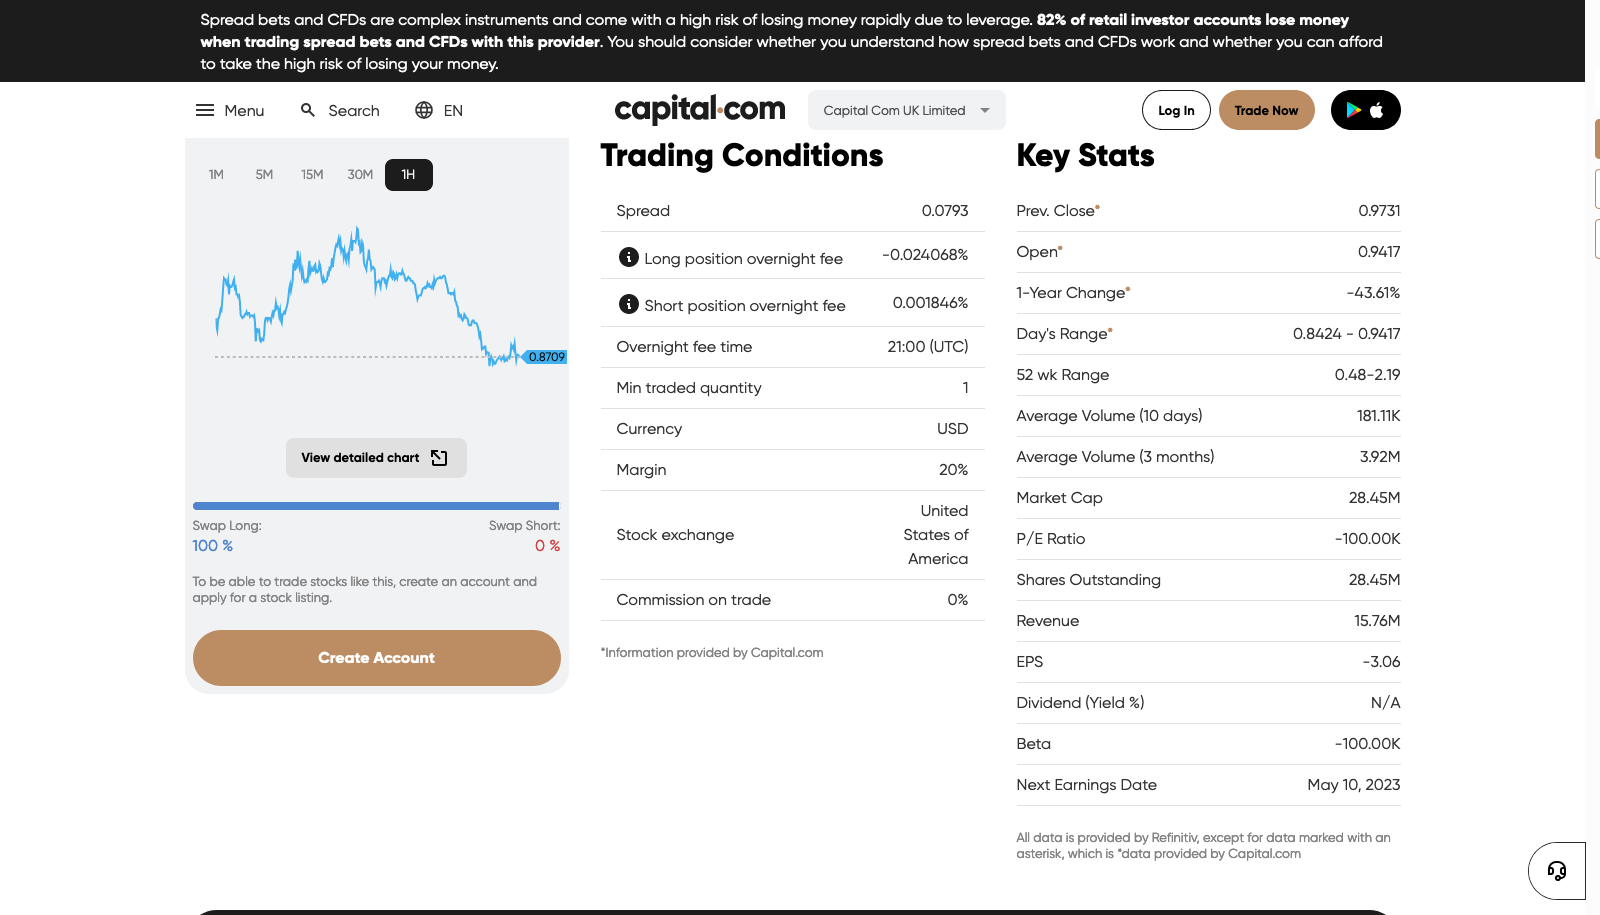 Spread bets and CFDs are complex instruments and come with a high risk of losing money rapidly due to leverage. 82% of retail investor accounts lose money
when trading spread bets and CFDs with this provider. You should consider whether you understand how spread bets and CFDs work and whether you can afford
to take the high risk of losing your money.
Menu Search EN capital.com Capital Com UK Limited Log In Trade Now
1M 5M 15M 30M 1H
0.8709
View detailed chart
Swap Long: Swap Short:
100 % 0 %
To be able to trade stocks like this, create an account and
apply for a stock listing.
Create Account
Trading Conditions
Spread 0.0793
Long position overnight fee -0.024068%
Short position overnight fee 0.001846%
Overnight fee time 21:00 (UTC)
Min traded quantity 1
Currency USD
Margin 20%
Stock exchange United
States of
America
Commission on trade 0%
*Information provided by Capital.com
Key Stats
Prev. Close* 0.9731
Open* 0.9417
1-Year Change* -43.61%
Day's Range* 0.8424 - 0.9417
52 wk Range 0.48-2.19
Average Volume (10 days) 181.11K
Average Volume (3 months) 3.92M
Market Cap 28.45M
P/E Ratio -100.00K
Shares Outstanding 28.45M
Revenue 15.76M
EPS -3.06
Dividend (Yield %) N/A
Beta -100.00K
Next Earnings Date May 10, 2023
All data is provided by Refinitiv, except for data marked with an
asterisk, which is *data provided by Capital.com